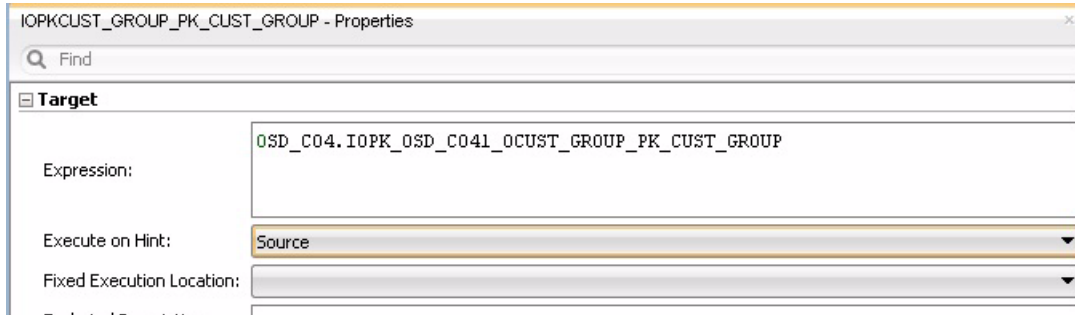 IOPKCUST_GROUP_PK_CUST_GROUP - Properties
Find
Target
Expression:
OSD_C04.IOPK_OSD_C041_OCUST_GROUP_PK_CUST_GROUP
Execute on Hint:
Source
Fixed Execution Location: